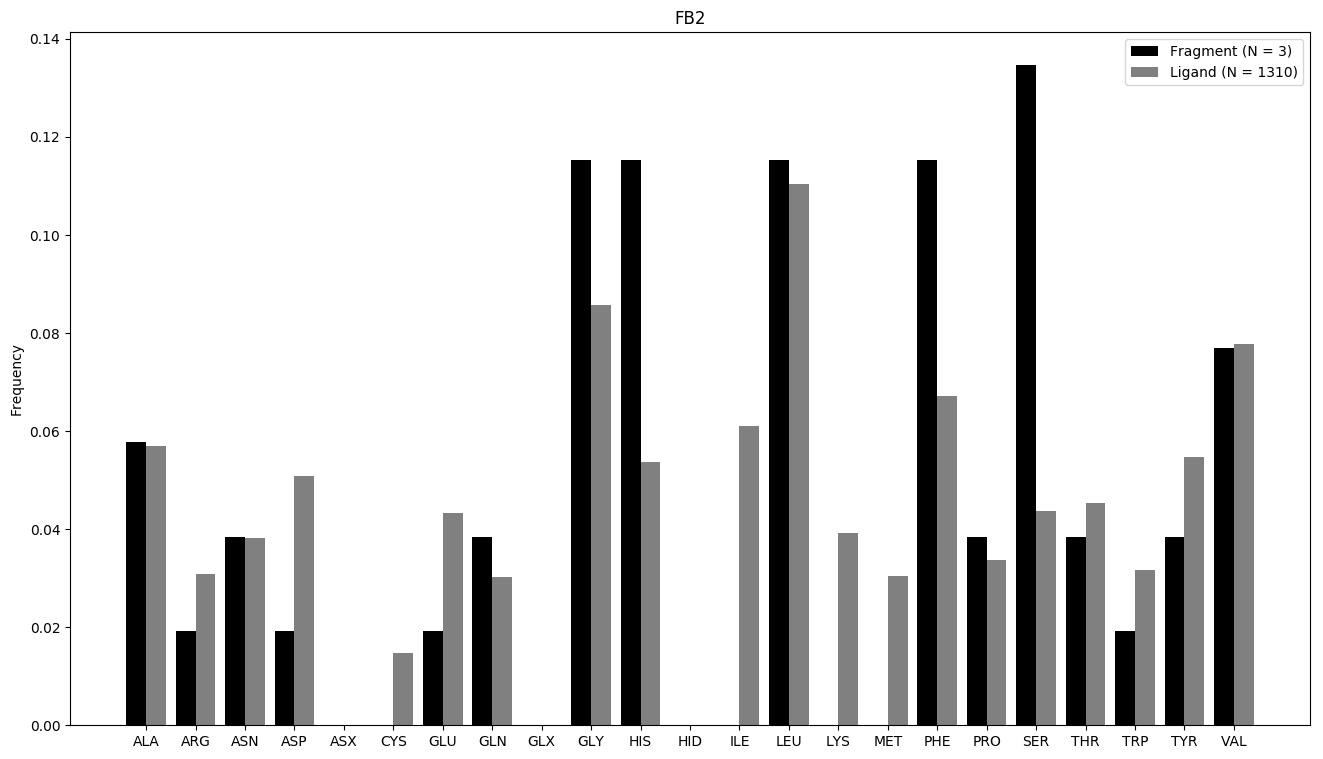 FB2
Fragment (N = 3)
Ligand (N = 1310)
Frequency
0.14
0.12
0.10
0.08
0.06
0.04
0.02
0.00
ALA ARG ASN ASP ASX CYS GLU GLN GLX GLY HIS HID ILE LEU LYS MET PHE PRO SER THR TRP TYR VAL